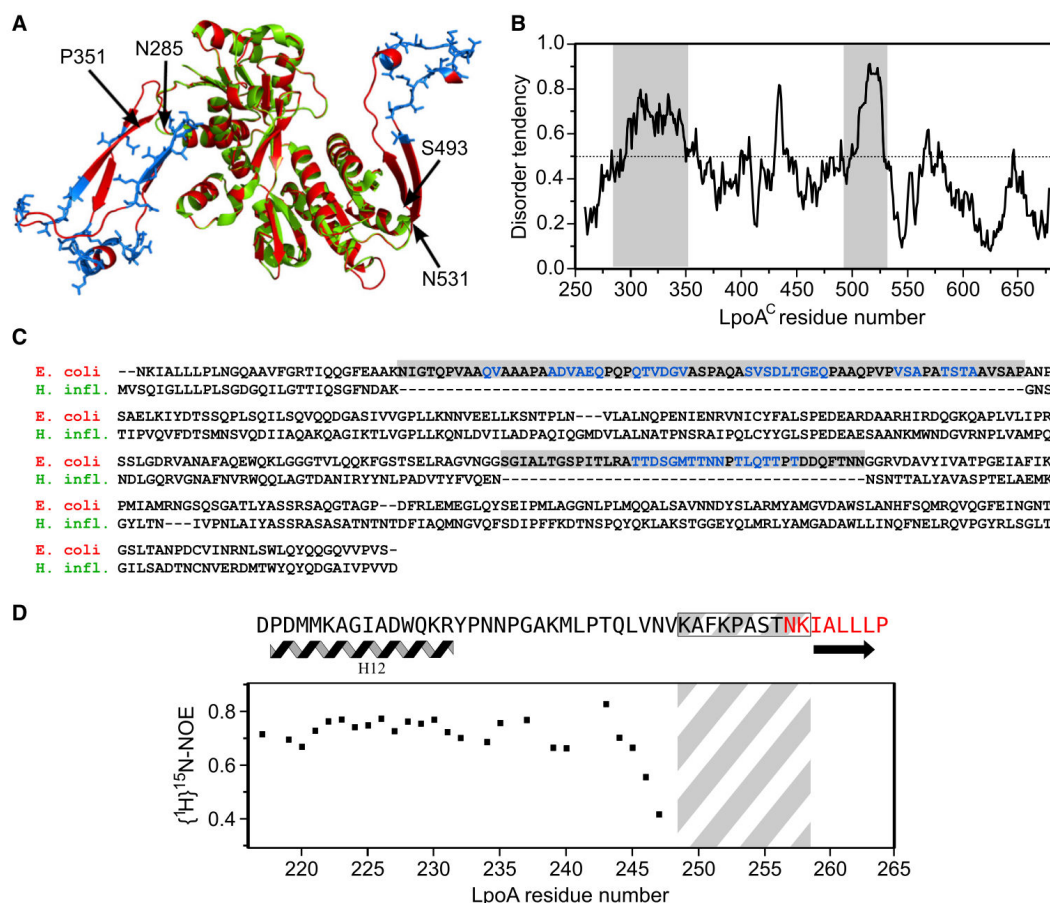 A
P351
N285
S493
N531
B
Disorder tendency
1.0
0.8
0.6
0.4
0.2
0.0
250 300 350 400 450 500 550 600 650
LpoA^C residue number
C
E. coli --NKIALLLPLNGQAAVFGRTIQQGFEAAKNIGTQPVAAQVAAAPAADVAEQPQPQTVDGVASPAQASVSDLTGEQPAAQPVPVSAPATSTAAVSAPANP
H. infl. MVSQIGLLLPLSGDGQILGTTIQSGFNDAK---------------------------------------------------------------------GNS
E. coli SAELKIYDTSSQPLSQILSQVQQDGASIVVGPLLKNNVEELLKSNTPLN---VLALNQPENIENRVNICYFALSPEDEARDAARHIRDQGKQAPLVLIPR
H. infl. TIPVQVFDTSMNSVQDIIAQAKQAGIKTLVGPLLKQNLDVILADPAQIQGMDVLALNATPNSRAIPQLCYYGLSPEDEAESAANKMWNDGVRNPLVAMPQ
E. coli SSLGDRVANAFAQEWQKLGGGTVLQQKFGSTSELRAGVNGGSGIALTGSPITLRATTDSGMTTNNPTLQTTPTDDQFTNNGGRVDAVYIVATPGEIAFIK
H. infl. NDLGQRVGNAFNVRWQQLAGTDANIRYYNLPADVTYFVQEN---------------------------------------NSNTTALYAVASPTELAEMK
E. coli PMIAMRNGSQSGATLYASSRSAQGTAGP--DFRLEMEGLQYSEIPMLAGGNLPLMQQALSAVNNDYSLARMYAMGVDAWSLANHFSQMRQVQGFEINGNT
H. infl. GYLTN---IVPNLAIYASSRASASATNTNTDFIAQMNGVQFSDIPFFKDTNSPQYQKLAKSTGGEYQLMRLYAMGADAWLLINQFNELRQVPGYRLSGLT
E. coli GSLTANPDCVINRNLSWLQYQQGQVVPVS-
H. infl. GILSADTNCNVERDMTWYQYQDGAIVPVVD
D
DPDMMKAGIADWQKRYPNNPGAKMLPTQLVNVKAFKPASTNKIALLLP
H12
{¹H}¹⁵N-NOE
0.8
0.6
0.4
220 225 230 235 240 245 250 255 260 265
LpoA residue number